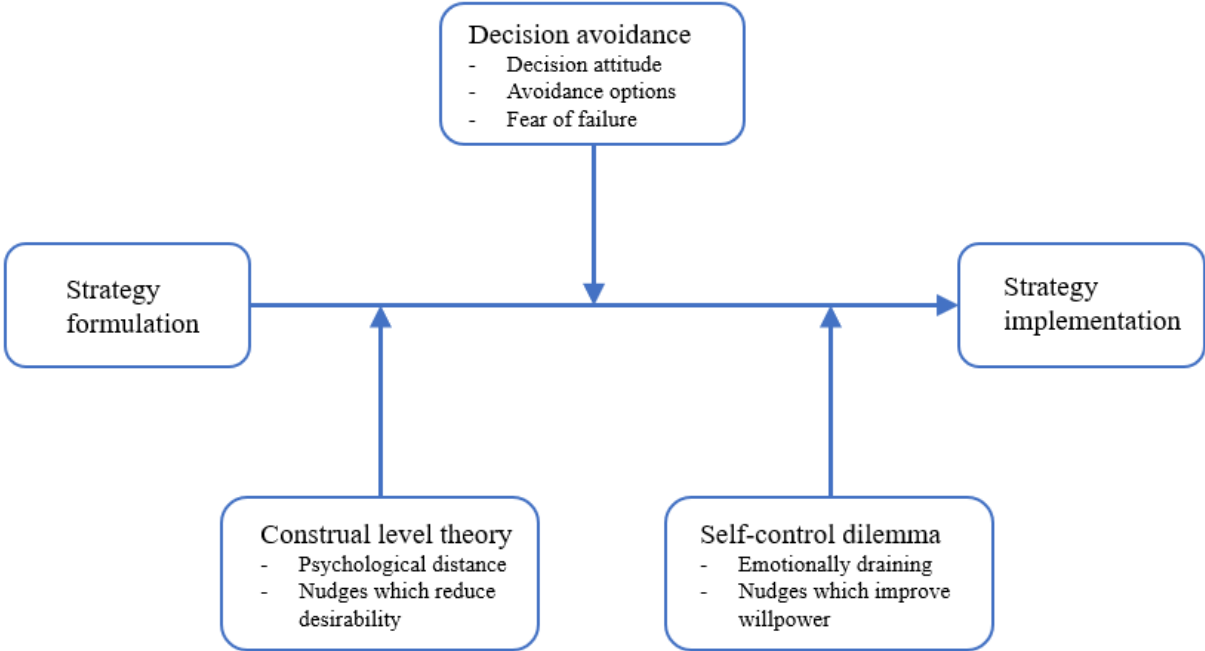 Decision avoidance
- Decision attitude
- Avoidance options
- Fear of failure
Strategy
formulation
Strategy
implementation
Construal level theory
- Psychological distance
- Nudges which reduce
desirability
Self-control dilemma
- Emotionally draining
- Nudges which improve
willpower